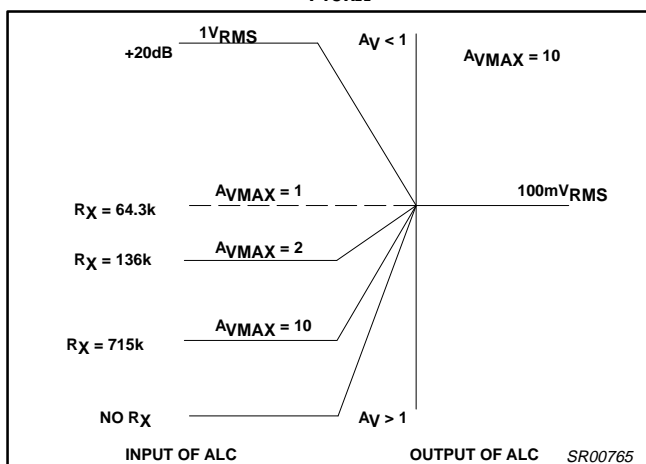 1VRMS
+20dB
AV < 1
AVMAX = 10
AVMAX = 1
100mVRMS
RX = 64.3k
AVMAX = 2
RX = 136k
AVMAX = 10
RX = 715k
NO RX
AV > 1
INPUT OF ALC
OUTPUT OF ALC
SR00765